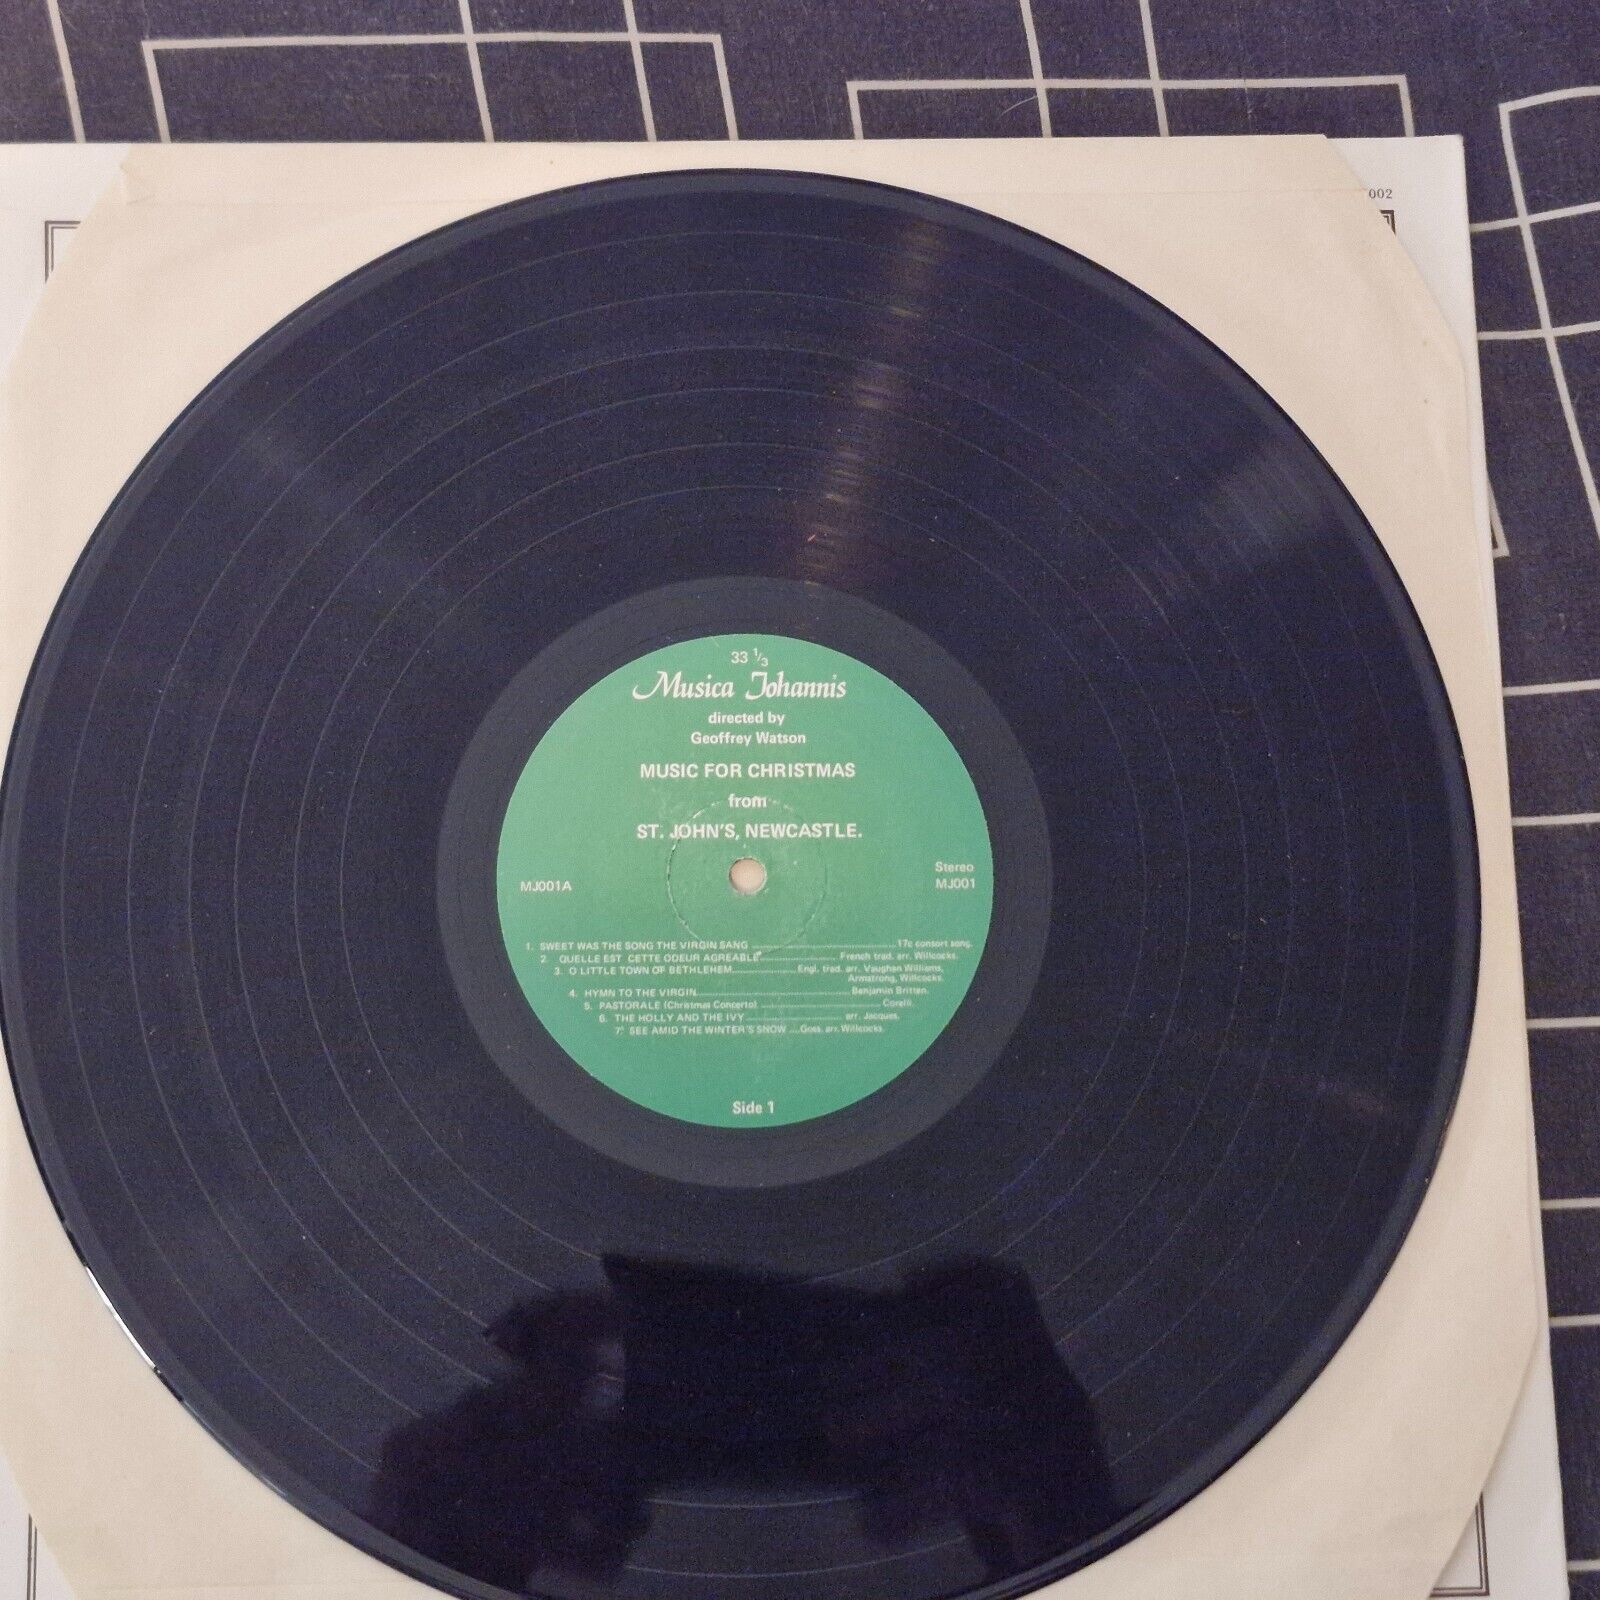 002
33 1/3
Musica Johannis
directed by
Geoffrey Watson
MUSIC FOR CHRISTMAS
from
ST. JOHN'S, NEWCASTLE.
MJ001A
Stereo
MJ001
1. SWEET WAS THE SONG THE VIRGIN SANG ........ 17c consort song.
2. QUELLE EST CETTE ODEUR AGREABLE ........ French trad. arr. Willcocks.
3. O LITTLE TOWN OF BETHLEHEM ........ Engl. trad. arr. Vaughan Williams,
Armstrong, Willcocks.
4. HYMN TO THE VIRGIN ........ Benjamin Britten.
5. PASTORALE (Christmas Concerto) ........ Corelli.
6. THE HOLLY AND THE IVY ........ arr. Jacques.
7. SEE AMID THE WINTER'S SNOW .... Goss. arr. Willcocks.
Side 1